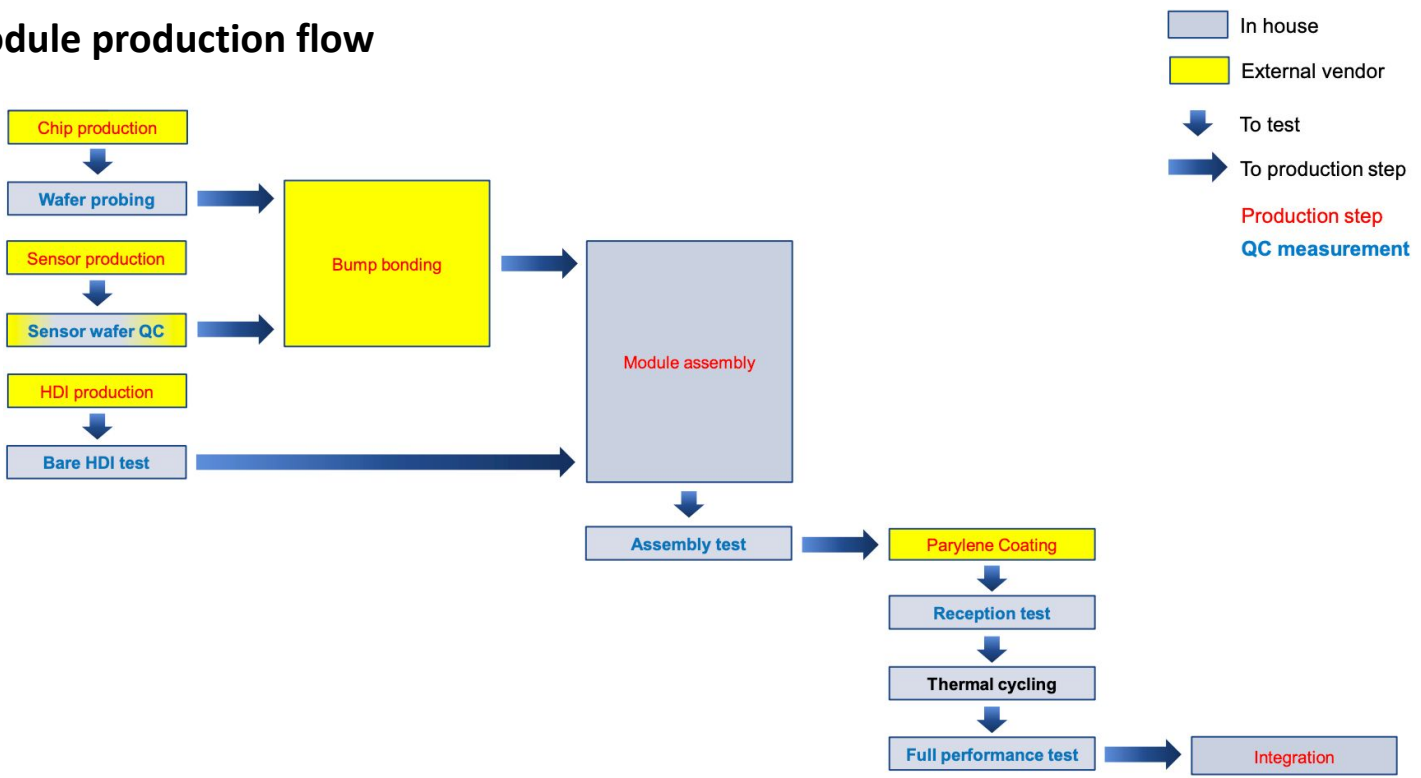 odule production flow
In house
External vendor
To test
To production step
Production step
QC measurement
Chip production
Wafer probing
Sensor production
Sensor wafer QC
HDI production
Bare HDI test
Bump bonding
Module assembly
Assembly test
Parylene Coating
Reception test
Thermal cycling
Full performance test
Integration